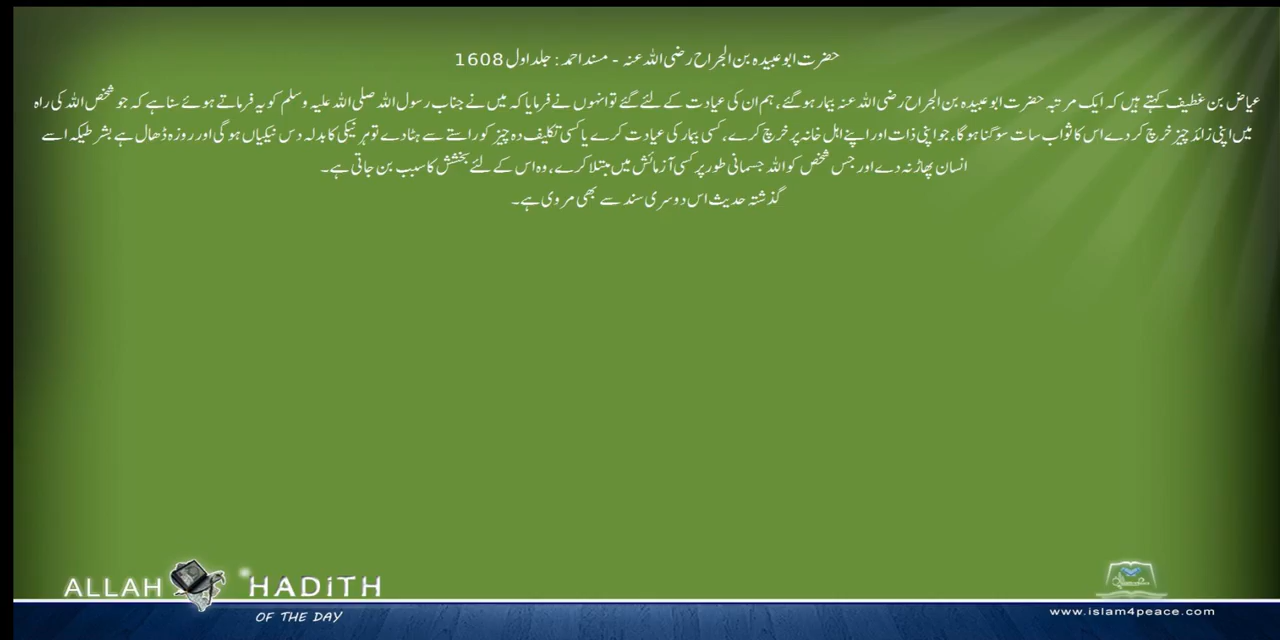 حضرت ابوعبیدہ بن الجراح رضی اللہ عنہ - مسند احمد: جلد اول 1608
عیاض بن غطیف کہتے ہیں کہ ایک مرتبہ حضرت ابوعبیدہ بن الجراح رضی اللہ عنہ بیمار ہوگئے، ہم ان کی عیادت کے لئے گئے تو انہوں نے فرمایا کہ میں نے جناب رسول اللہ صلی اللہ علیہ وسلم کو یہ فرماتے ہوئے سنا ہے کہ جو شخص اللہ کی راہ
میں اپنی زائد چیز خرچ کر دے اس کا ثواب سات سو گنا ہوگا، جو اپنی ذات اور اپنے اہل خانہ پر خرچ کرے، کسی بیمار کی عیادت کرے یا کسی تکلیف دہ چیز کو راستے سے ہٹا دے تو ہر نیکی کا بدلہ دس نیکیاں ہوگی اور روزہ ڈھال ہے بشرطیکہ اسے
انسان پھاڑ نہ دے اور جس شخص کو اللہ جسمانی طور پر کسی آزمائش میں مبتلا کرے، وہ اس کے لئے بخشش کا سبب بن جاتی ہے۔
گذشتہ حدیث اس دوسری سند سے بھی مروی ہے۔
ALLAH HADiTH
OF THE DAY
www.islam4peace.com